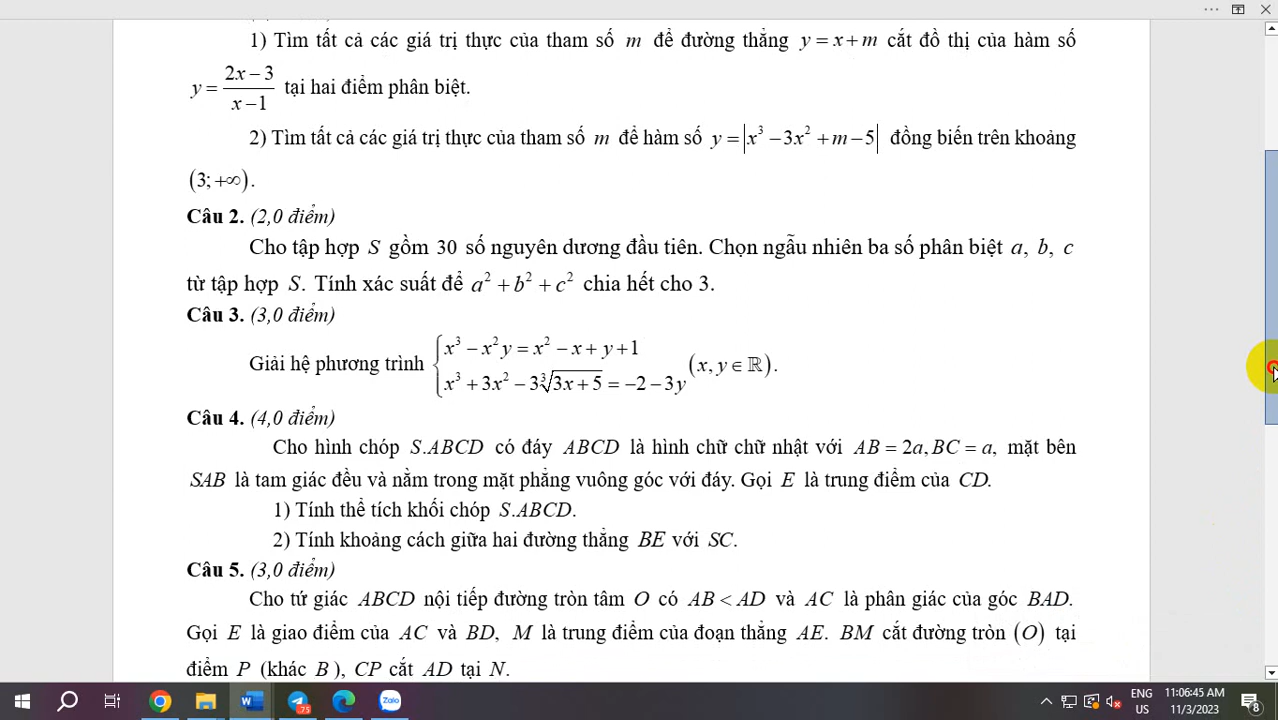 1) Tìm tất cả các giá trị thực của tham số m để đường thẳng y = x + m cắt đồ thị của hàm số
y = \frac{2x-3}{x-1} tại hai điểm phân biệt.
2) Tìm tất cả các giá trị thực của tham số m để hàm số y = |x³ − 3x² + m − 5| đồng biến trên khoảng
(3; +∞).
Câu 2. (2,0 điểm)
Cho tập hợp S gồm 30 số nguyên dương đầu tiên. Chọn ngẫu nhiên ba số phân biệt a, b, c
từ tập hợp S. Tính xác suất để a² + b² + c² chia hết cho 3.
Câu 3. (3,0 điểm)
Giải hệ phương trình { x³ − x²y = x² − x + y + 1
x³ + 3x² − 3∛(3x + 5) = −2 − 3y (x, y ∈ ℝ).
Câu 4. (4,0 điểm)
Cho hình chóp S.ABCD có đáy ABCD là hình chữ chữ nhật với AB = 2a, BC = a, mặt bên
SAB là tam giác đều và nằm trong mặt phẳng vuông góc với đáy. Gọi E là trung điểm của CD.
1) Tính thể tích khối chóp S.ABCD.
2) Tính khoảng cách giữa hai đường thẳng BE với SC.
Câu 5. (3,0 điểm)
Cho tứ giác ABCD nội tiếp đường tròn tâm O có AB < AD và AC là phân giác của góc BAD.
Gọi E là giao điểm của AC và BD, M là trung điểm của đoạn thẳng AE. BM cắt đường tròn (O) tại
điểm P (khác B), CP cắt AD tại N.
75
W
Zalo
ENG
US
11:06:45 AM
11/3/2023
8